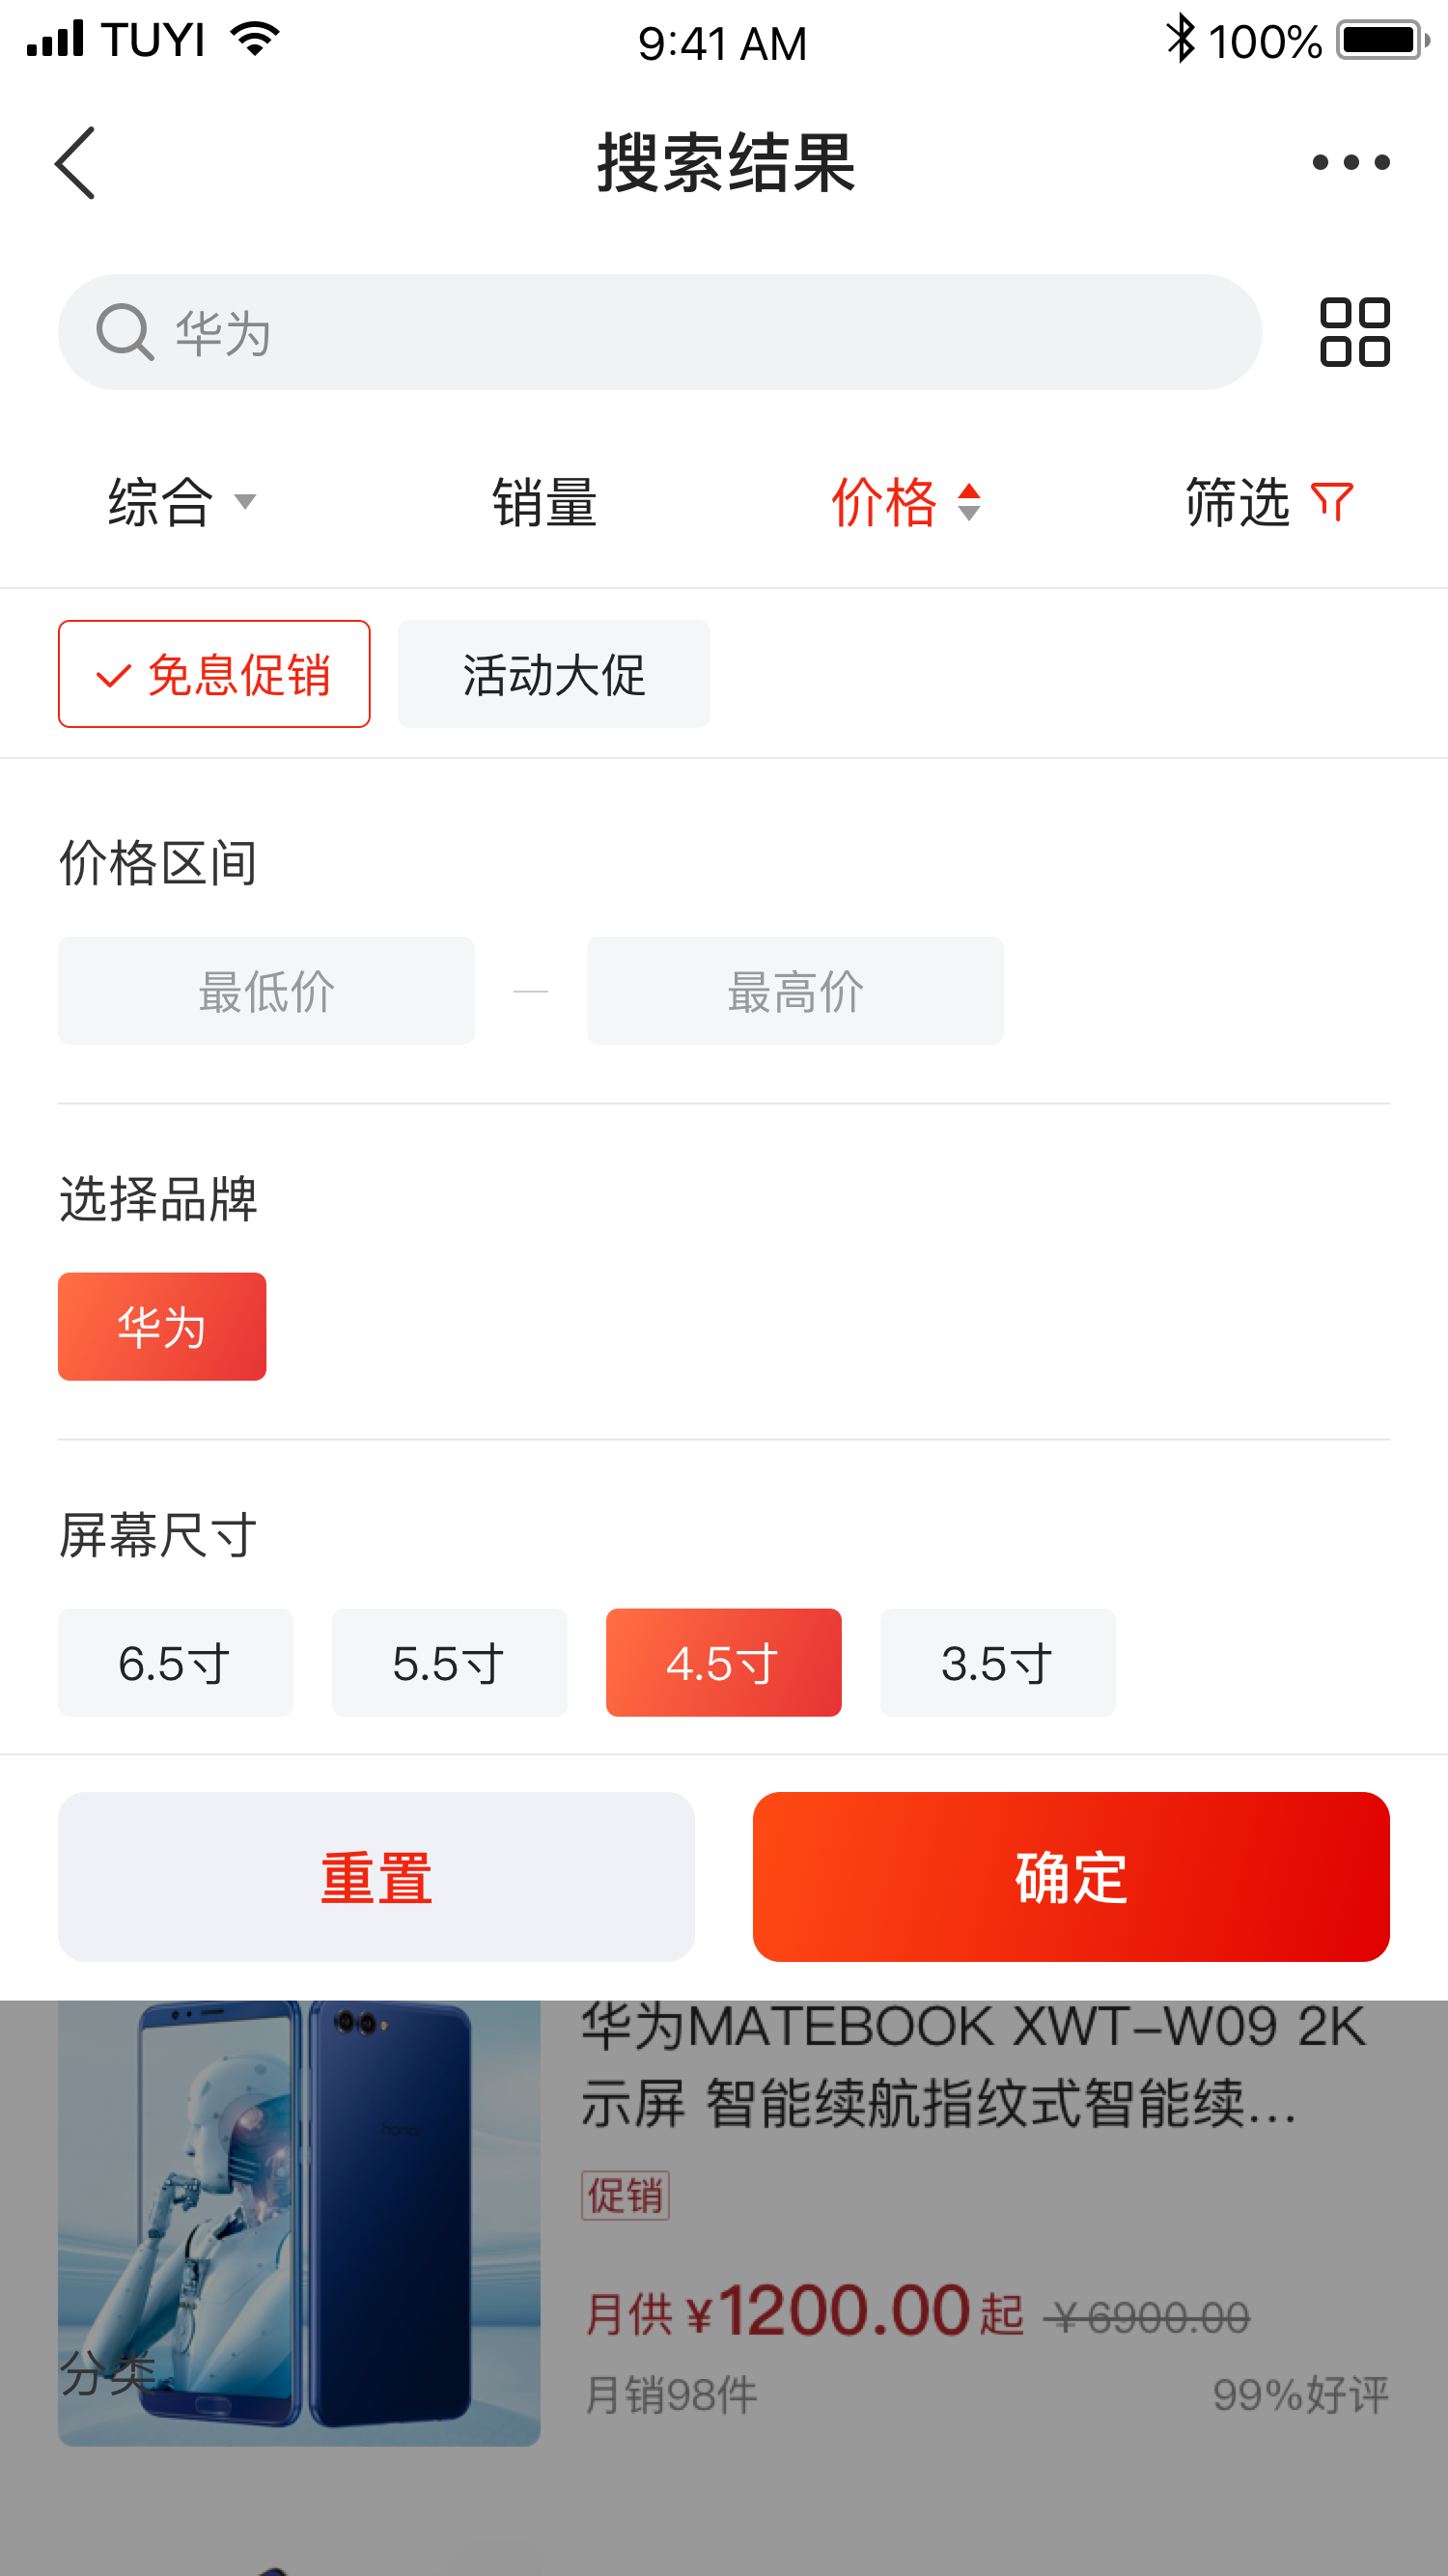 TUYI 9:41 AM 100%
搜索结果
华为
综合 销量 价格 筛选
免息促销 活动大促
价格区间
最低价 — 最高价
选择品牌
华为
屏幕尺寸
6.5寸 5.5寸 4.5寸 3.5寸
重置 确定
华为MATEBOOK XWT-W09 2K
示屏 智能续航指纹式智能续...
honor
促销
月供 ¥1200.00 起 ¥6900.00
分类
月销98件 99%好评